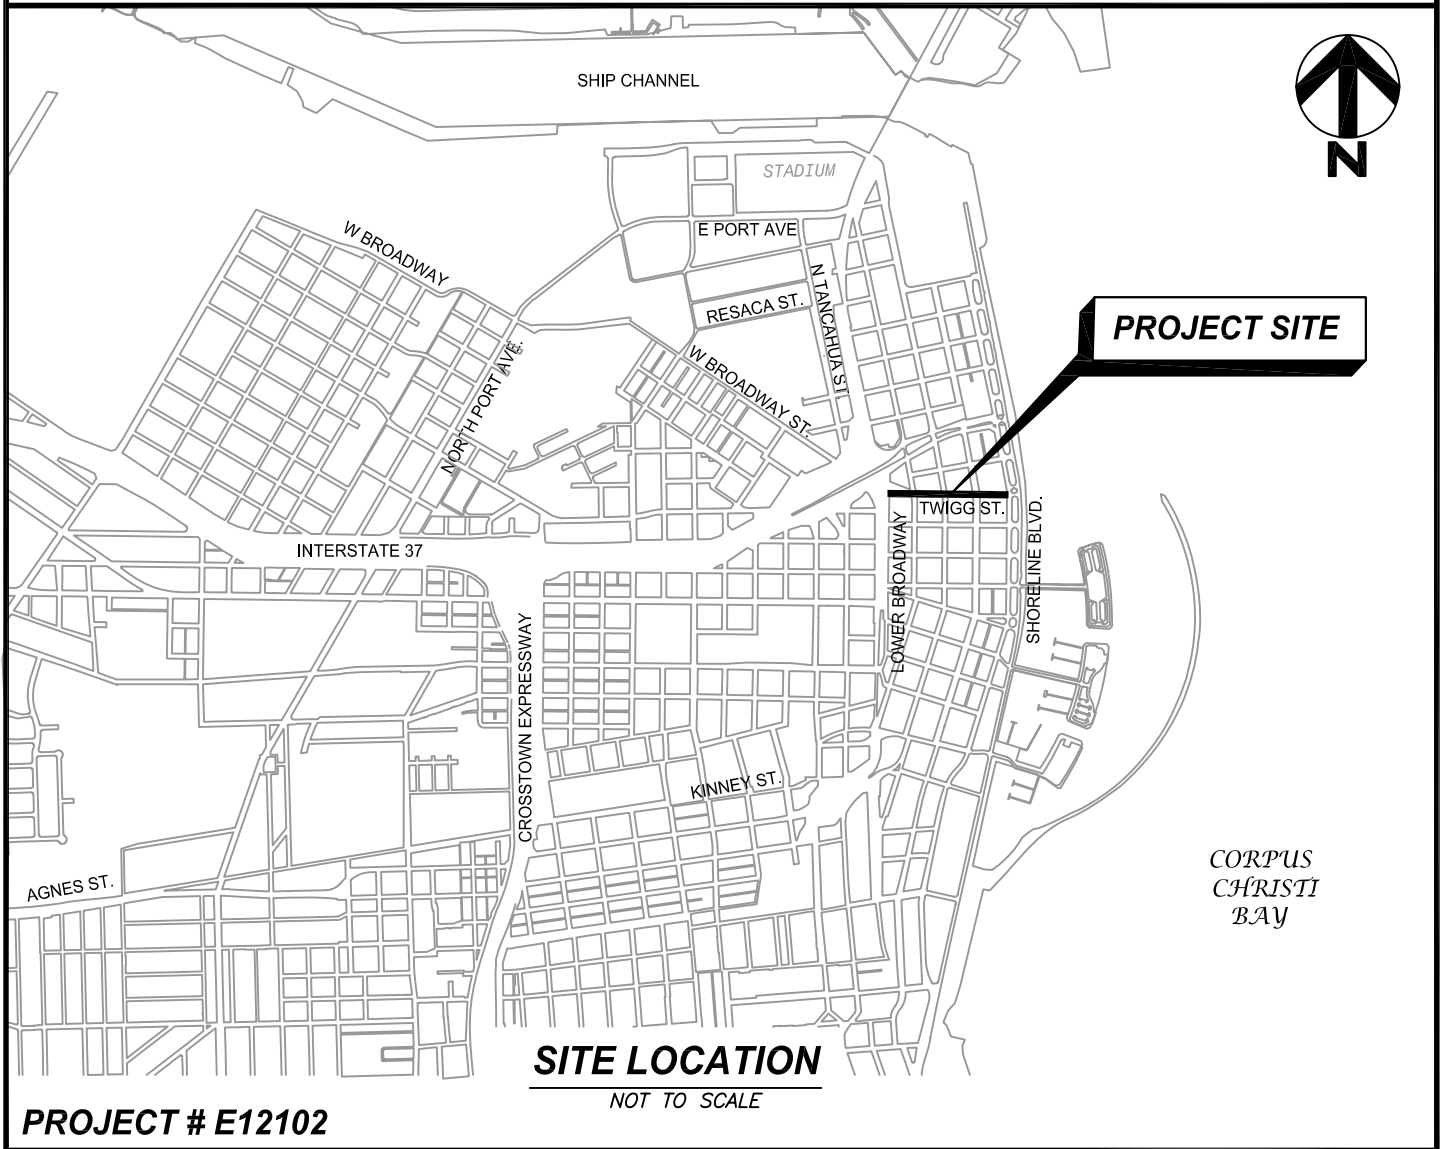 SHIP CHANNEL
N
STADIUM
W BROADWAY
E PORT AVE
N TANCAHUA ST.
RESACA ST.
PROJECT SITE
NORTH PORT AVE.
W BROADWAY ST.
TWIGG ST.
INTERSTATE 37
LOWER BROADWAY
SHORELINE BLVD.
CROSSTOWN EXPRESSWAY
KINNEY ST.
AGNES ST.
CORPUS
CHRISTI
BAY
SITE LOCATION
NOT TO SCALE
PROJECT # E12102